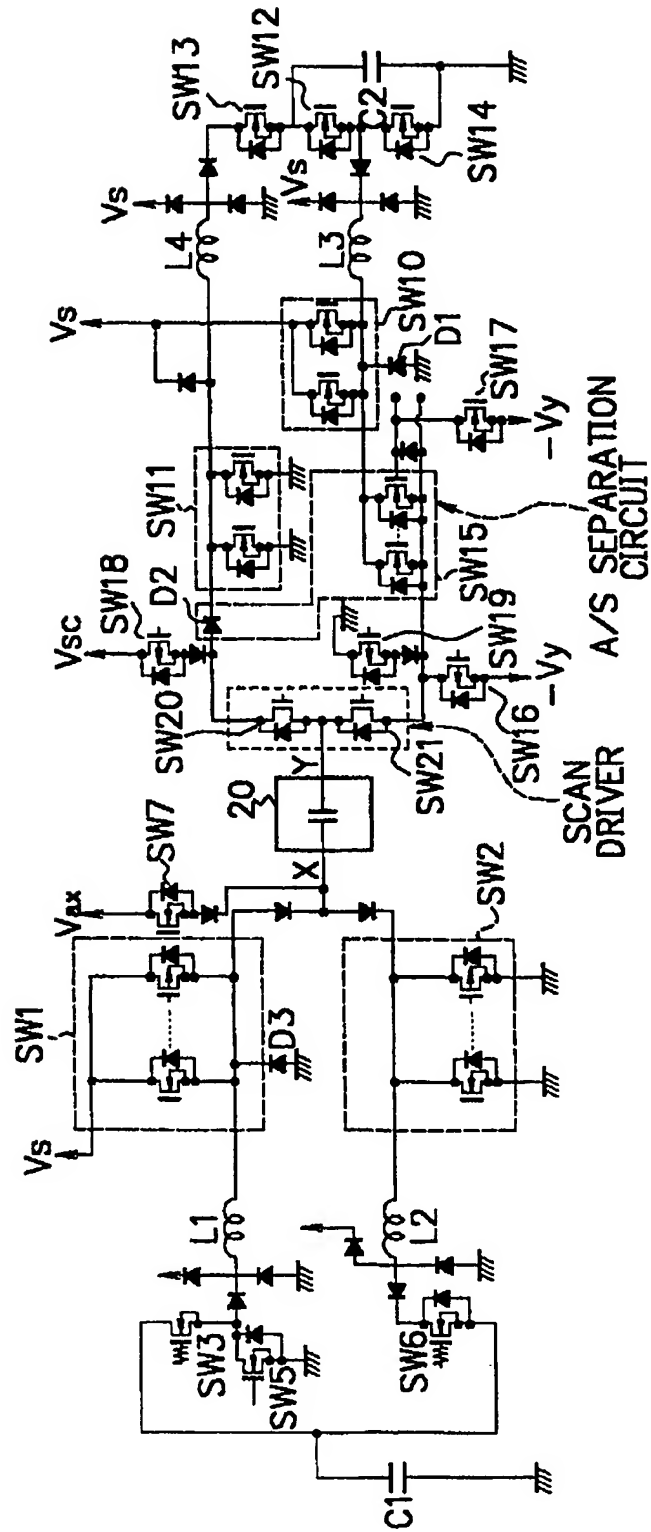 Vs
SW1
Vax
SW7
20
X
Y
L1
D3
SW3
SW5
SW2
L2
SW6
C1
Vsc
SW18
D2
SW20
SW11
Vs
L4
Vs
SW13
SW12
Vs
C2
SW14
L3
SW10
D1
SW17
-Vy
SW15
SW19
SW16
-Vy
SW21
SCAN
DRIVER
A/S SEPARATION
CIRCUIT